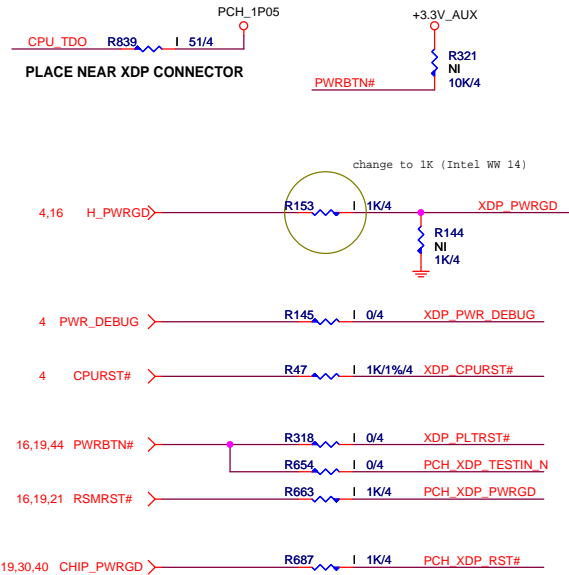 PCH_1P05
CPU_TDO R839 I 51/4
PLACE NEAR XDP CONNECTOR
+3.3V_AUX
R321
NI
10K/4
PWRBTN#
change to 1K (Intel WW 14)
4,16 H_PWRGD R153 I 1K/4 XDP_PWRGD
R144
NI
1K/4
4 PWR_DEBUG R145 I 0/4 XDP_PWR_DEBUG
4 CPURST# R47 I 1K/1%/4 XDP_CPURST#
16,19,44 PWRBTN# R318 I 0/4 XDP_PLTRST#
R654 I 0/4 PCH_XDP_TESTIN_N
16,19,21 RSMRST# R663 I 1K/4 PCH_XDP_PWRGD
19,30,40 CHIP_PWRGD R687 I 1K/4 PCH_XDP_RST#